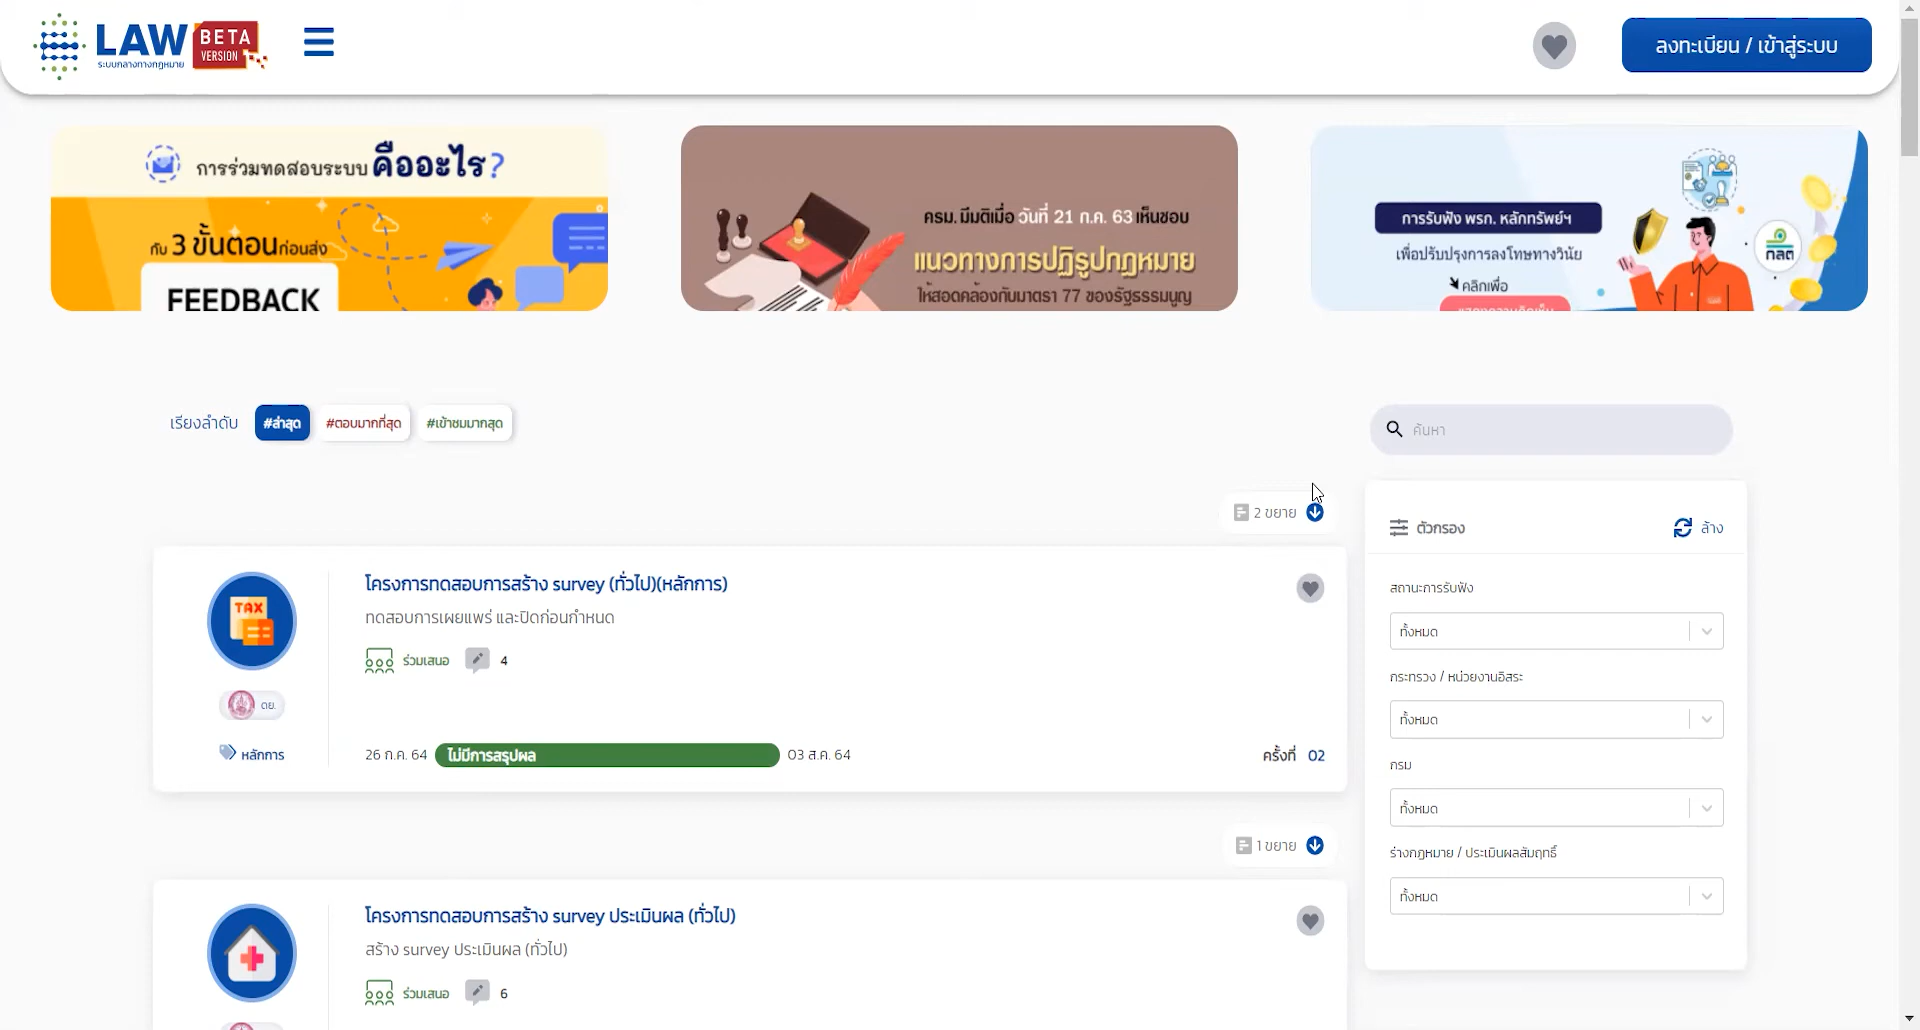 LAW BETA
VERSION
ระบบกลางทางกฎหมาย
ลงทะเบียน / เข้าสู่ระบบ
การร่วมทดสอบระบบ คืออะไร?
กับ 3 ขั้นตอนก่อนส่ง
FEEDBACK
ครม. มีมติเมื่อ วันที่ 21 ก.ค. 63 เห็นชอบ
แนวทางการปฏิรูปกฎหมาย
ให้สอดคล้องกับมาตรา 77 ของรัฐธรรมนูญ
การรับฟัง พรก. หลักทรัพย์ฯ
เพื่อปรับปรุงการลงโทษทางวินัย
คลิกเพื่อ
กลต
เรียงลำดับ #ล่าสุด #ตอบมากที่สุด #เข้าชมมากสุด
ค้นหา
2 ขยาย
โครงการทดสอบการสร้าง survey (ทั่วไป)(หลักการ)
ทดสอบการเผยแพร่ และปิดก่อนกำหนด
ร่วมเสนอ 4
TAX
ดย.
หลักการ
26 ก.ค. 64 ไม่มีการสรุปผล 03 ส.ค. 64
ครั้งที่ 02
1 ขยาย
โครงการทดสอบการสร้าง survey ประเมินผล (ทั่วไป)
สร้าง survey ประเมินผล (ทั่วไป)
ร่วมเสนอ 6
ตัวกรอง ล้าง
สถานะการรับฟัง
ทั้งหมด
กระทรวง / หน่วยงานอิสระ
ทั้งหมด
กรม
ทั้งหมด
ร่างกฎหมาย / ประเมินผลสัมฤทธิ์
ทั้งหมด